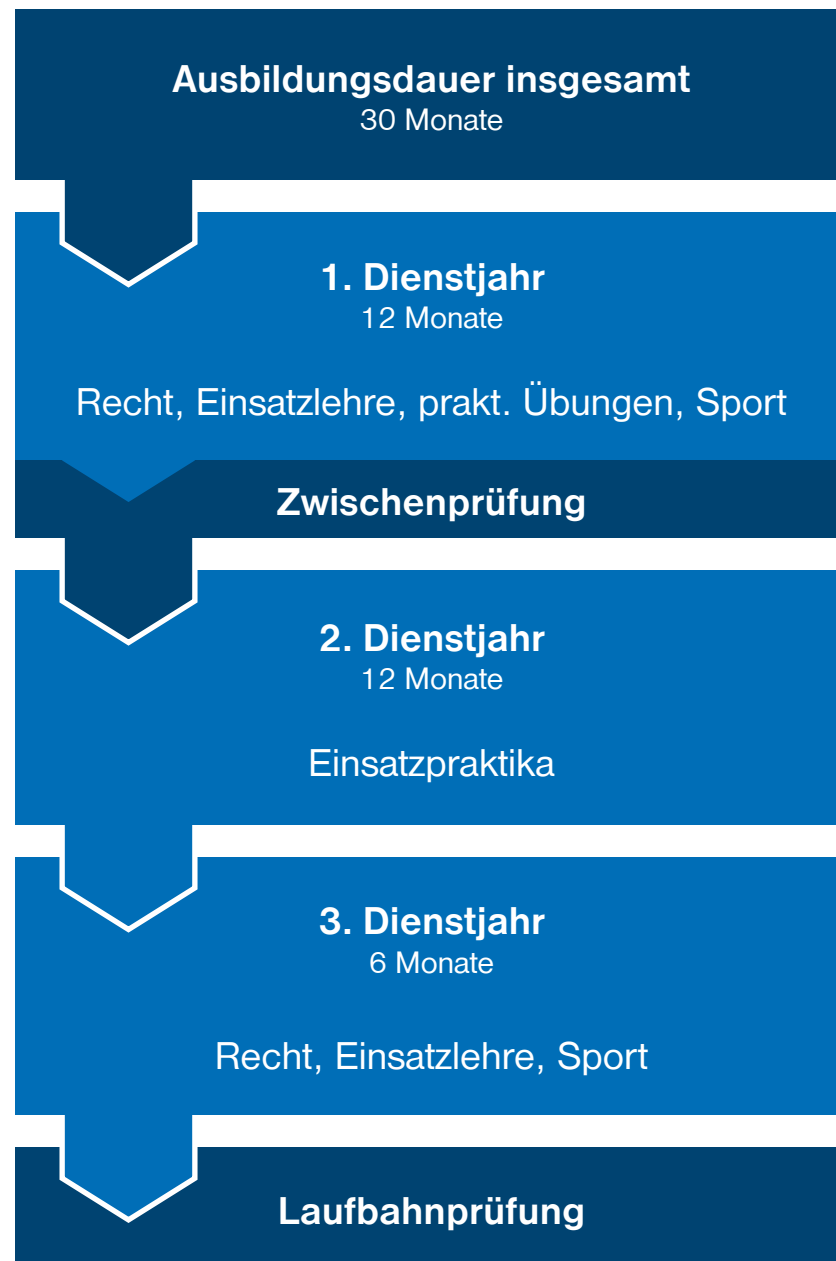 Ausbildungsdauer insgesamt
30 Monate
1. Dienstjahr
12 Monate
Recht, Einsatzlehre, prakt. Übungen, Sport
Zwischenprüfung
2. Dienstjahr
12 Monate
Einsatzpraktika
3. Dienstjahr
6 Monate
Recht, Einsatzlehre, Sport
Laufbahnprüfung